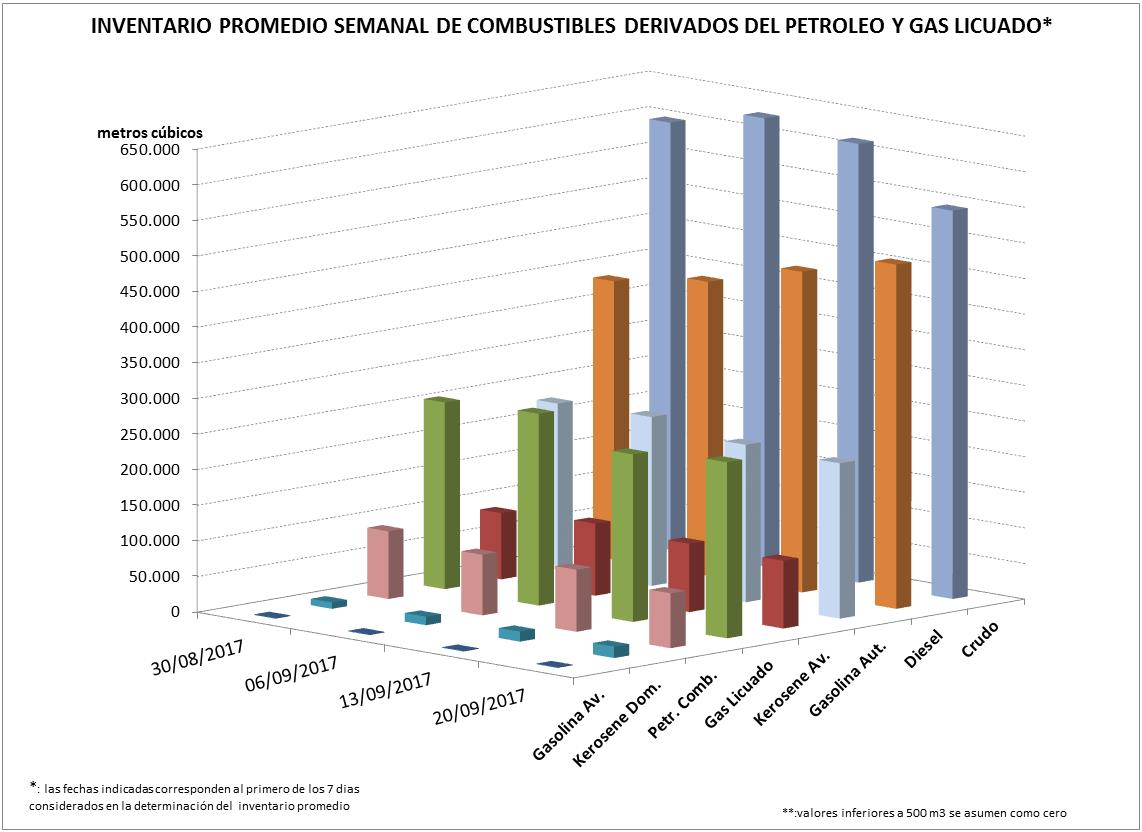 INVENTARIO PROMEDIO SEMANAL DE COMBUSTIBLES DERIVADOS DEL PETROLEO Y GAS LICUADO*
metros cúbicos
650.000
600.000
550.000
500.000
450.000
400.000
350.000
300.000
250.000
200.000
150.000
100.000
50.000
0
30/08/2017
06/09/2017
13/09/2017
20/09/2017
Gasolina Av.
Kerosene Dom.
Petr. Comb.
Gas Licuado
Kerosene Av.
Gasolina Aut.
Diesel
Crudo
*: las fechas indicadas corresponden al primero de los 7 dias
considerados en la determinación del inventario promedio
**:valores inferiores a 500 m3 se asumen como cero